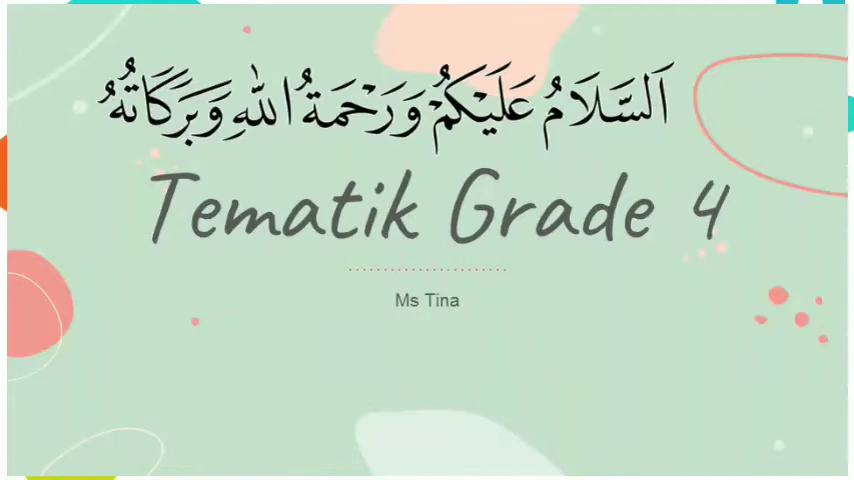 اَلسَّلَامُ عَلَيْكُمْ وَرَحْمَةُ اللهِ وَبَرَكَاتُهُ
Tematik Grade 4
Ms Tina